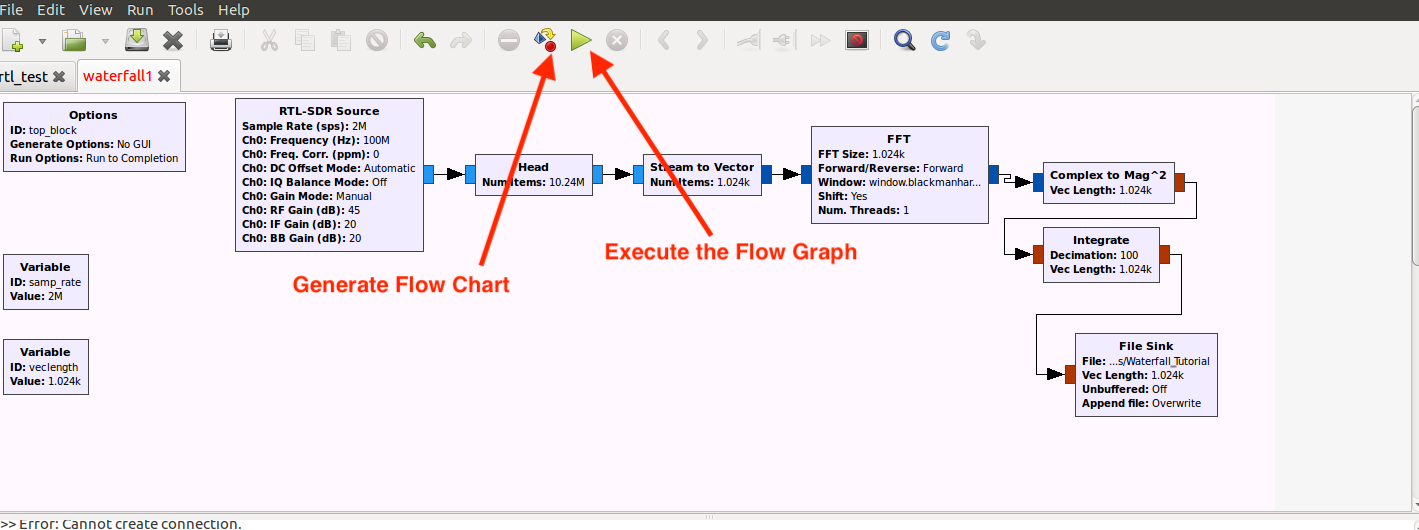 File Edit View Run Tools Help
rtl_test waterfall1
Options
ID: top_block
Generate Options: No GUI
Run Options: Run to Completion
RTL-SDR Source
Sample Rate (sps): 2M
Ch0: Frequency (Hz): 100M
Ch0: Freq. Corr. (ppm): 0
Ch0: DC Offset Mode: Automatic
Ch0: IQ Balance Mode: Off
Ch0: Gain Mode: Manual
Ch0: RF Gain (dB): 45
Ch0: IF Gain (dB): 20
Ch0: BB Gain (dB): 20
Head
Num Items: 10.24M
Stream to Vector
Num Items: 1.024k
FFT
FFT Size: 1.024k
Forward/Reverse: Forward
Window: window.blackmanhar...
Shift: Yes
Num. Threads: 1
Complex to Mag^2
Vec Length: 1.024k
Integrate
Decimation: 100
Vec Length: 1.024k
File Sink
File: ...s/Waterfall_Tutorial
Vec Length: 1.024k
Unbuffered: Off
Append file: Overwrite
Execute the Flow Graph
Generate Flow Chart
Variable
ID: samp_rate
Value: 2M
Variable
ID: veclength
Value: 1.024k
>> Error: Cannot create connection.